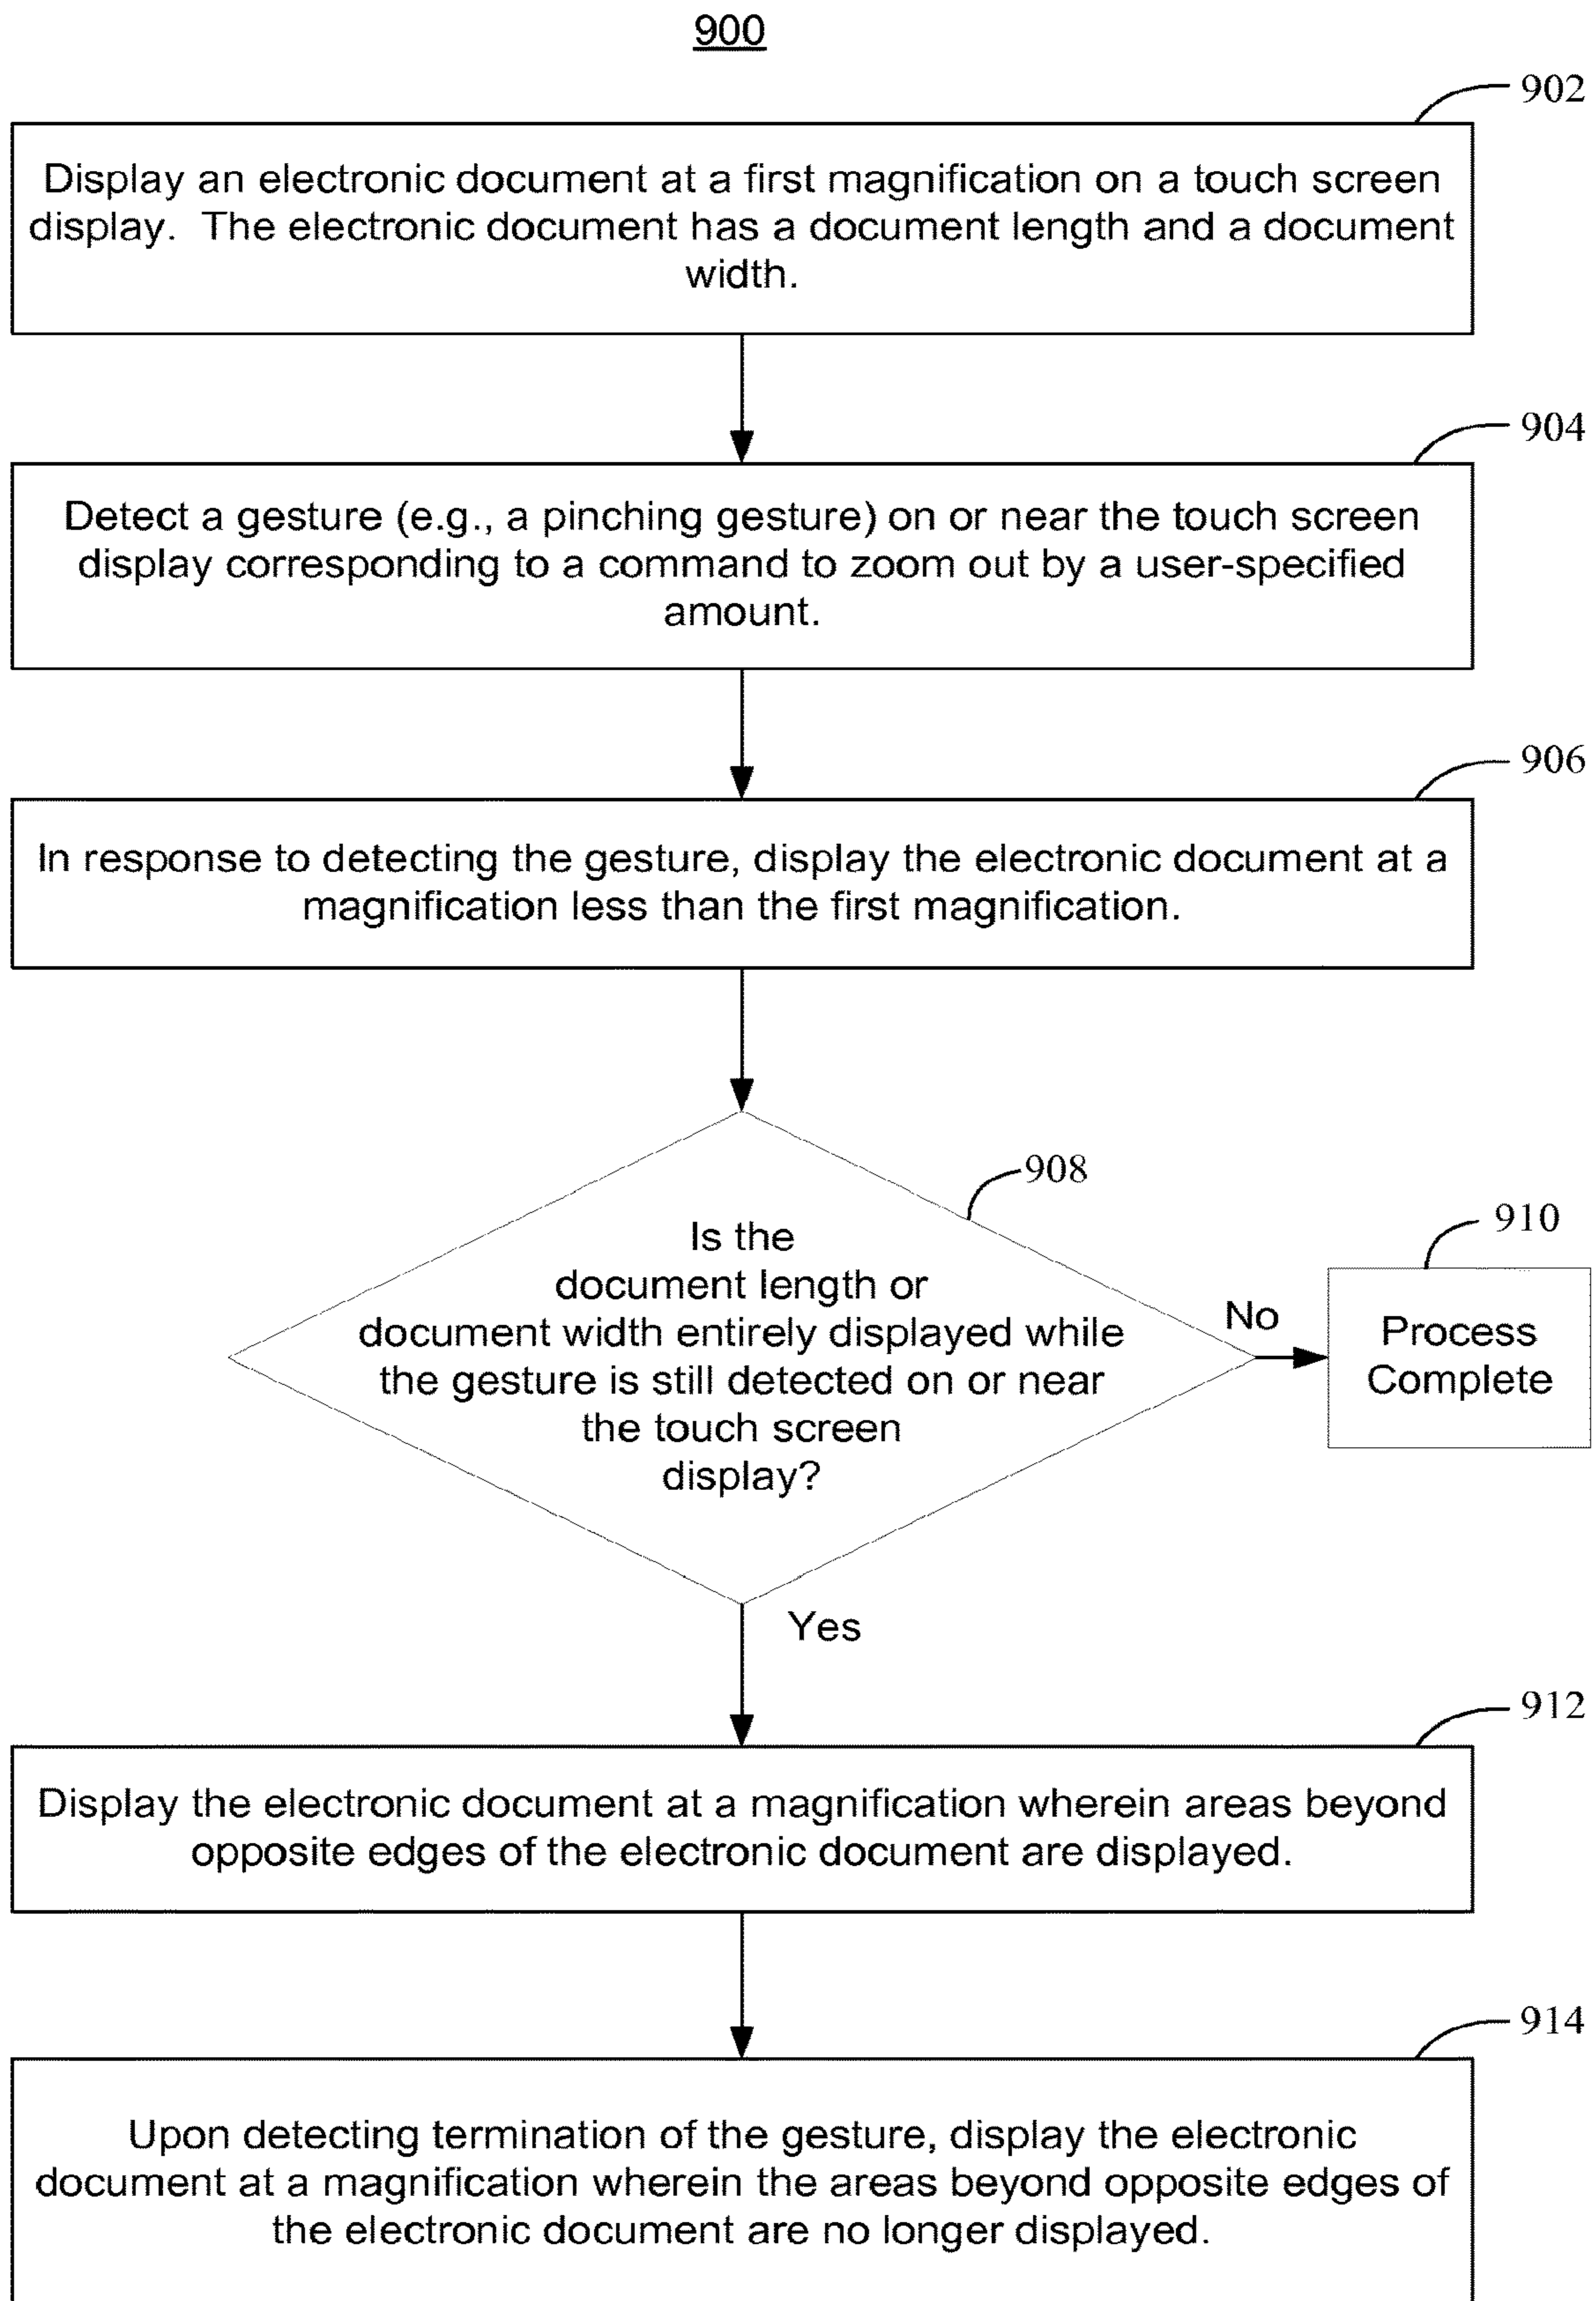 900
902
Display an electronic document at a first magnification on a touch screen
display.  The electronic document has a document length and a document
width.
904
Detect a gesture (e.g., a pinching gesture) on or near the touch screen
display corresponding to a command to zoom out by a user-specified
amount.
906
In response to detecting the gesture, display the electronic document at a
magnification less than the first magnification.
908
Is the
document length or
document width entirely displayed while
the gesture is still detected on or near
the touch screen
display?
No
910
Process
Complete
Yes
912
Display the electronic document at a magnification wherein areas beyond
opposite edges of the electronic document are displayed.
914
Upon detecting termination of the gesture, display the electronic
document at a magnification wherein the areas beyond opposite edges of
the electronic document are no longer displayed.